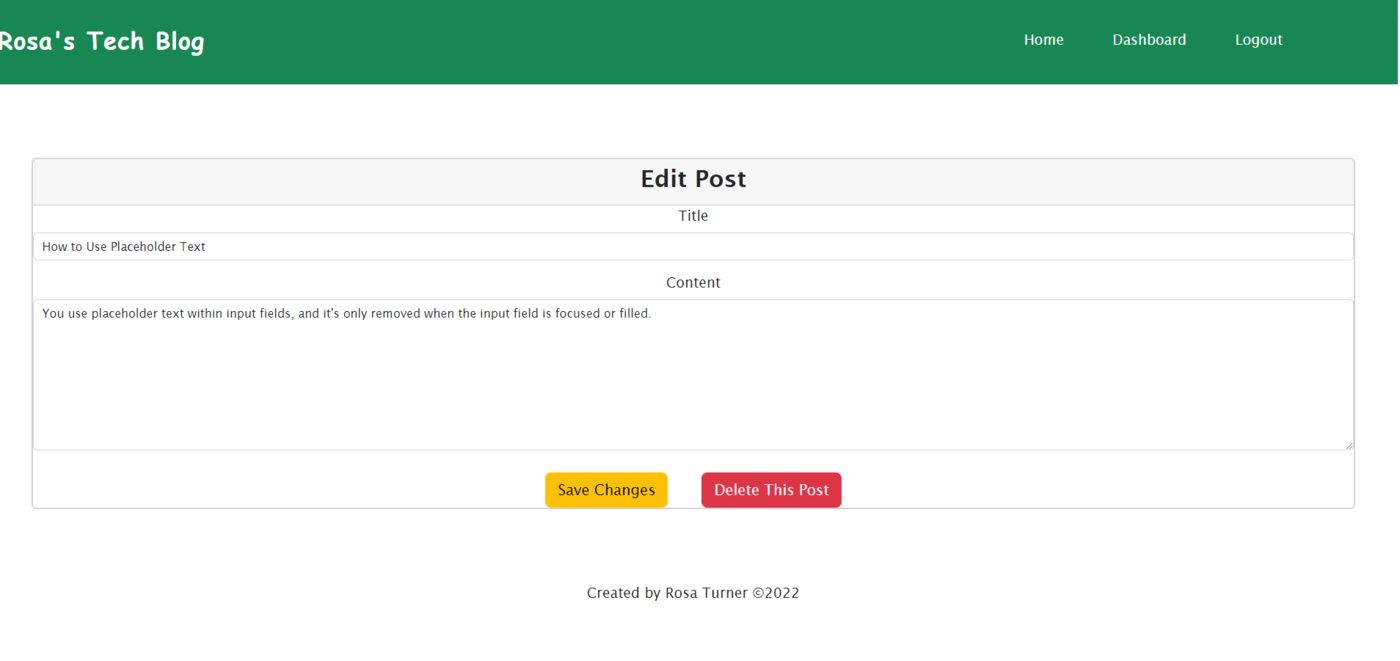 Rosa's Tech Blog
Home Dashboard Logout
Edit Post
Title
How to Use Placeholder Text
Content
You use placeholder text within input fields, and it's only removed when the input field is focused or filled.
Save Changes Delete This Post
Created by Rosa Turner ©2022